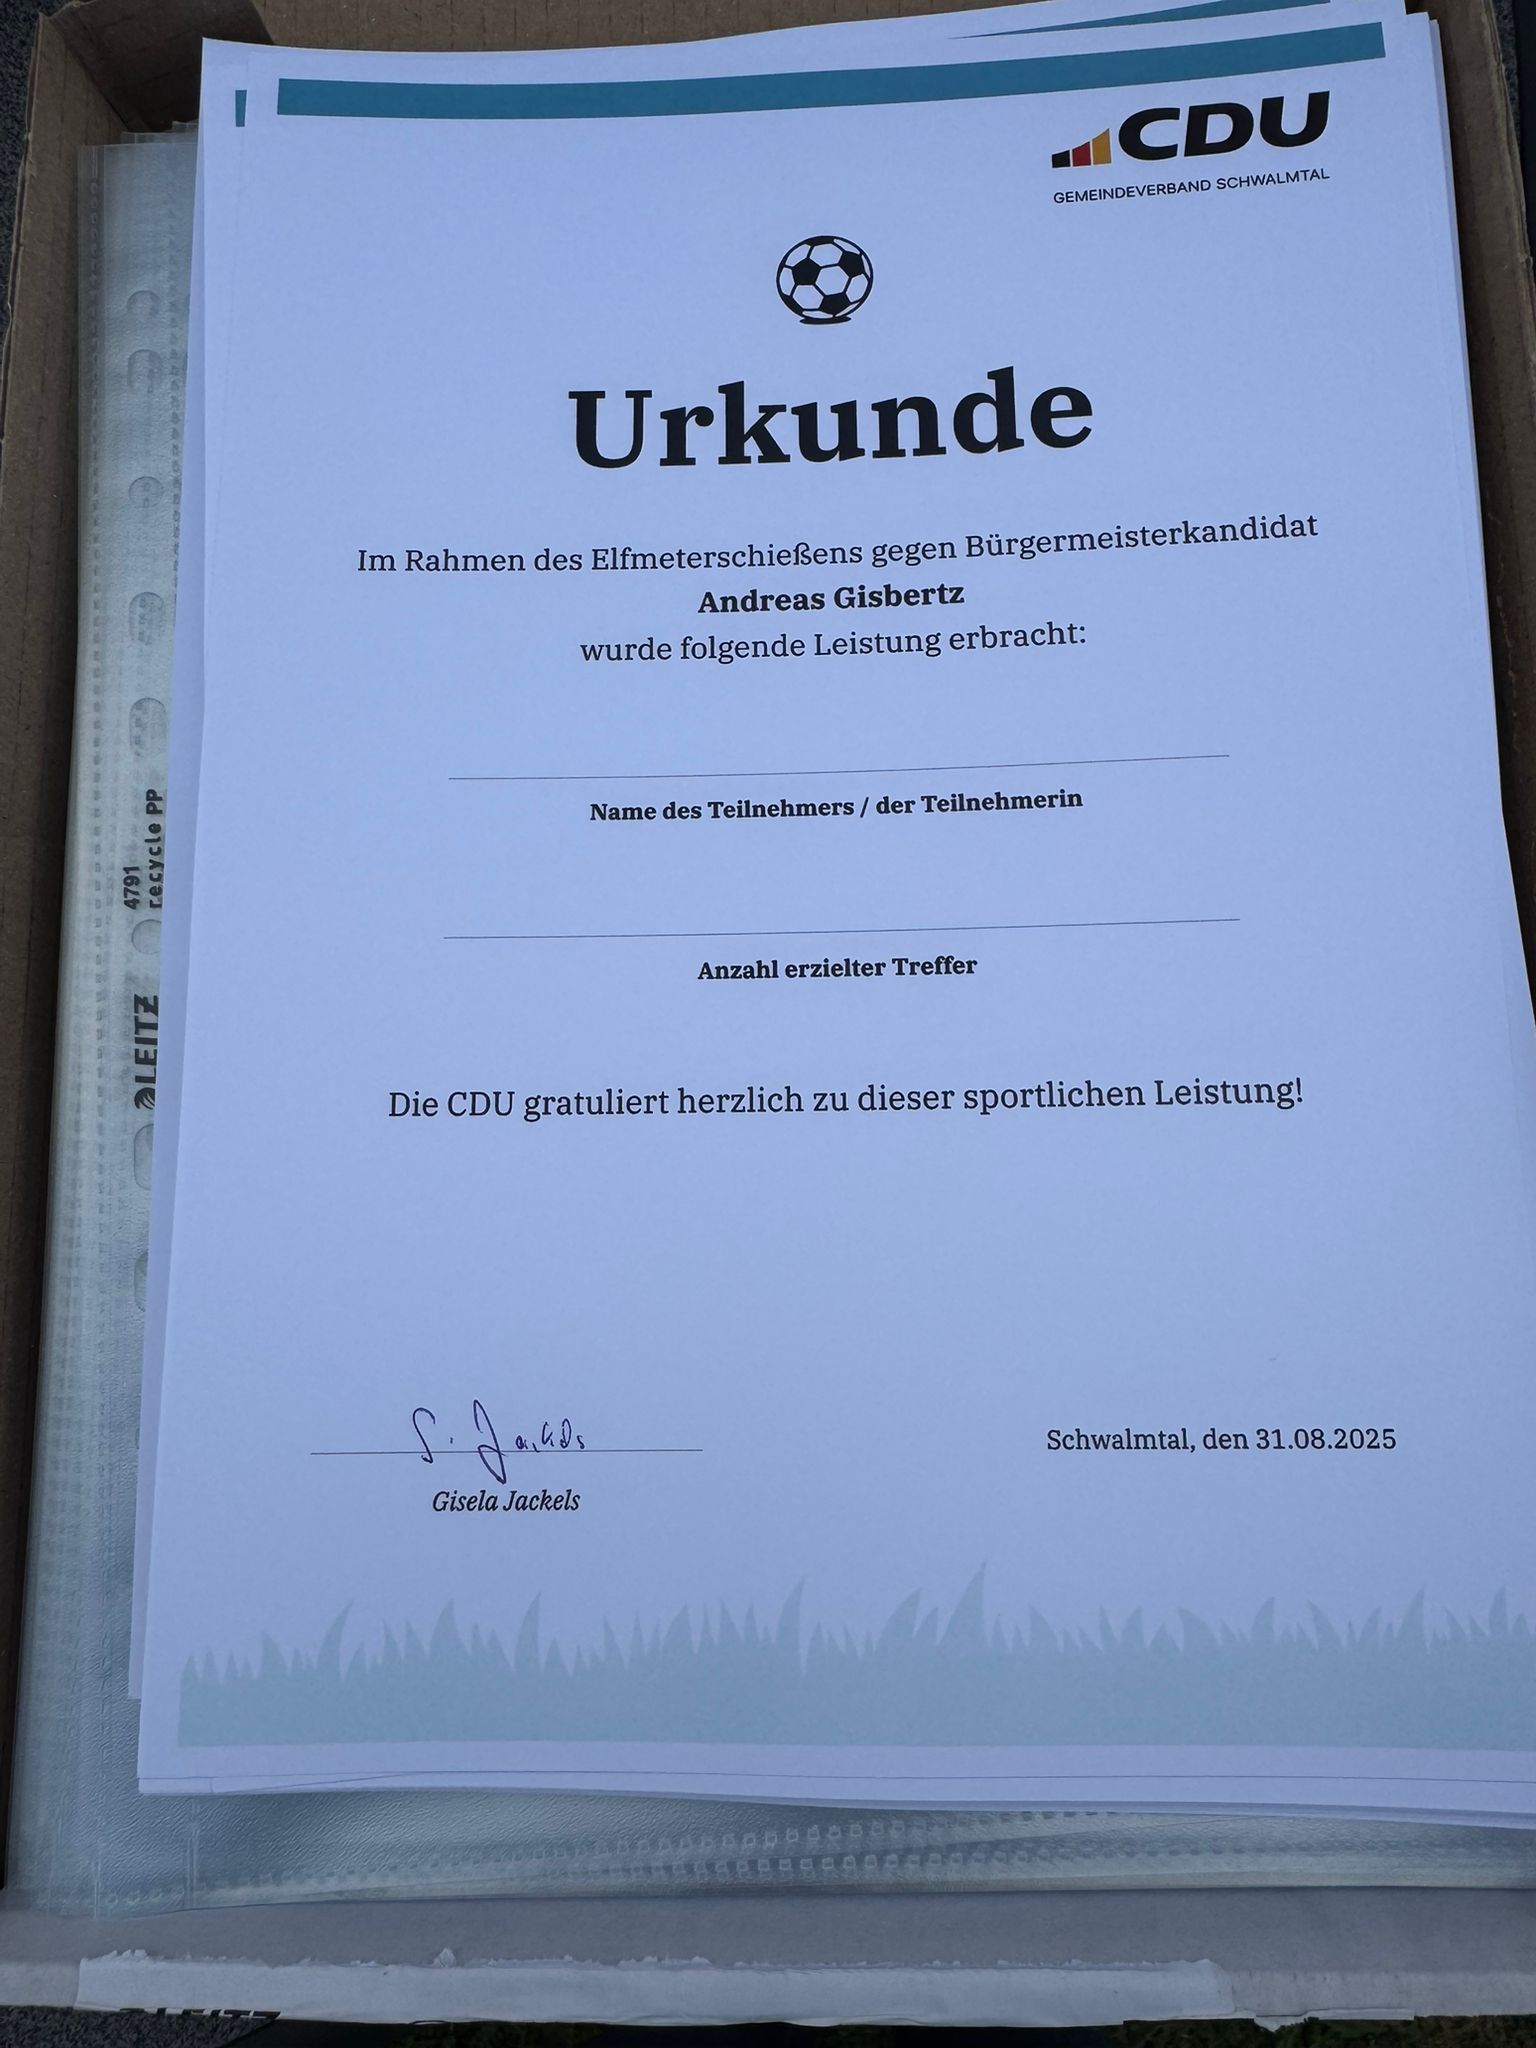 CDU
GEMEINDEVERBAND SCHWALMTAL
Urkunde
Im Rahmen des Elfmeterschießens gegen Bürgermeisterkandidat
Andreas Gisbertz
wurde folgende Leistung erbracht:
Name des Teilnehmers / der Teilnehmerin
Anzahl erzielter Treffer
Die CDU gratuliert herzlich zu dieser sportlichen Leistung!
G. Jackels
Gisela Jackels
Schwalmtal, den 31.08.2025
LEITZ
4791
recycle PP
LEITZ